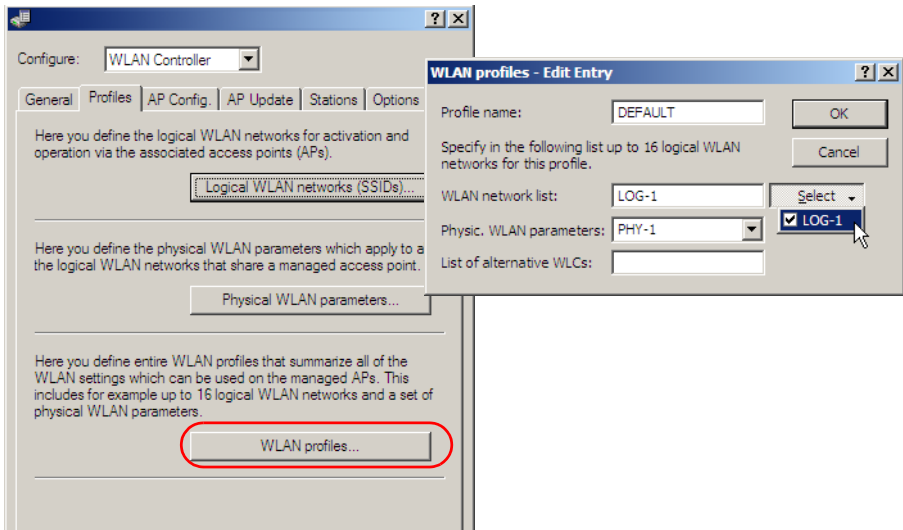 Configure: WLAN Controller
General Profiles AP Config. AP Update Stations Options
Here you define the logical WLAN networks for activation and
operation via the associated access points (APs).
Logical WLAN networks (SSIDs)...
Here you define the physical WLAN parameters which apply to a
the logical WLAN networks that share a managed access point.
Physical WLAN parameters...
Here you define entire WLAN profiles that summarize all of the
WLAN settings which can be used on the managed APs. This
includes for example up to 16 logical WLAN networks and a set of
physical WLAN parameters.
WLAN profiles...
WLAN profiles - Edit Entry
Profile name: DEFAULT OK
Specify in the following list up to 16 logical WLAN
networks for this profile.
Cancel
WLAN network list: LOG-1 Select
LOG-1
Physic. WLAN parameters: PHY-1
List of alternative WLCs: